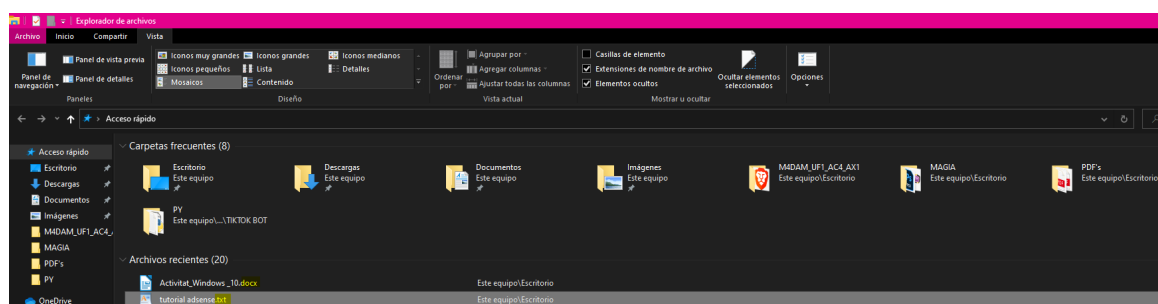 Explorador de archivos
Archivo Inicio Compartir Vista
Panel de navegación
Panel de vista previa
Panel de detalles
Paneles
Iconos muy grandes Iconos grandes Iconos medianos
Iconos pequeños Lista Detalles
Mosaicos Contenido
Diseño
Ordenar por
Agrupar por
Agregar columnas
Ajustar todas las columnas
Vista actual
Casillas de elemento
Extensiones de nombre de archivo
Elementos ocultos
Ocultar elementos seleccionados
Mostrar u ocultar
Opciones
Acceso rápido
Acceso rápido
Escritorio
Descargas
Documentos
Imágenes
M4DAM_UF1_AC4_
MAGIA
PDF's
PY
OneDrive
Carpetas frecuentes (8)
Escritorio
Este equipo
Descargas
Este equipo
Documentos
Este equipo
Imágenes
Este equipo
M4DAM_UF1_AC4_AX1
Este equipo\Escritorio
MAGIA
Este equipo\Escritorio
PDF's
Este equipo\Escritorio
PY
Este equipo\...\TIKTOK BOT
Archivos recientes (20)
Activitat_Windows _10.docx Este equipo\Escritorio
tutorial adsense.txt Este equipo\Escritorio